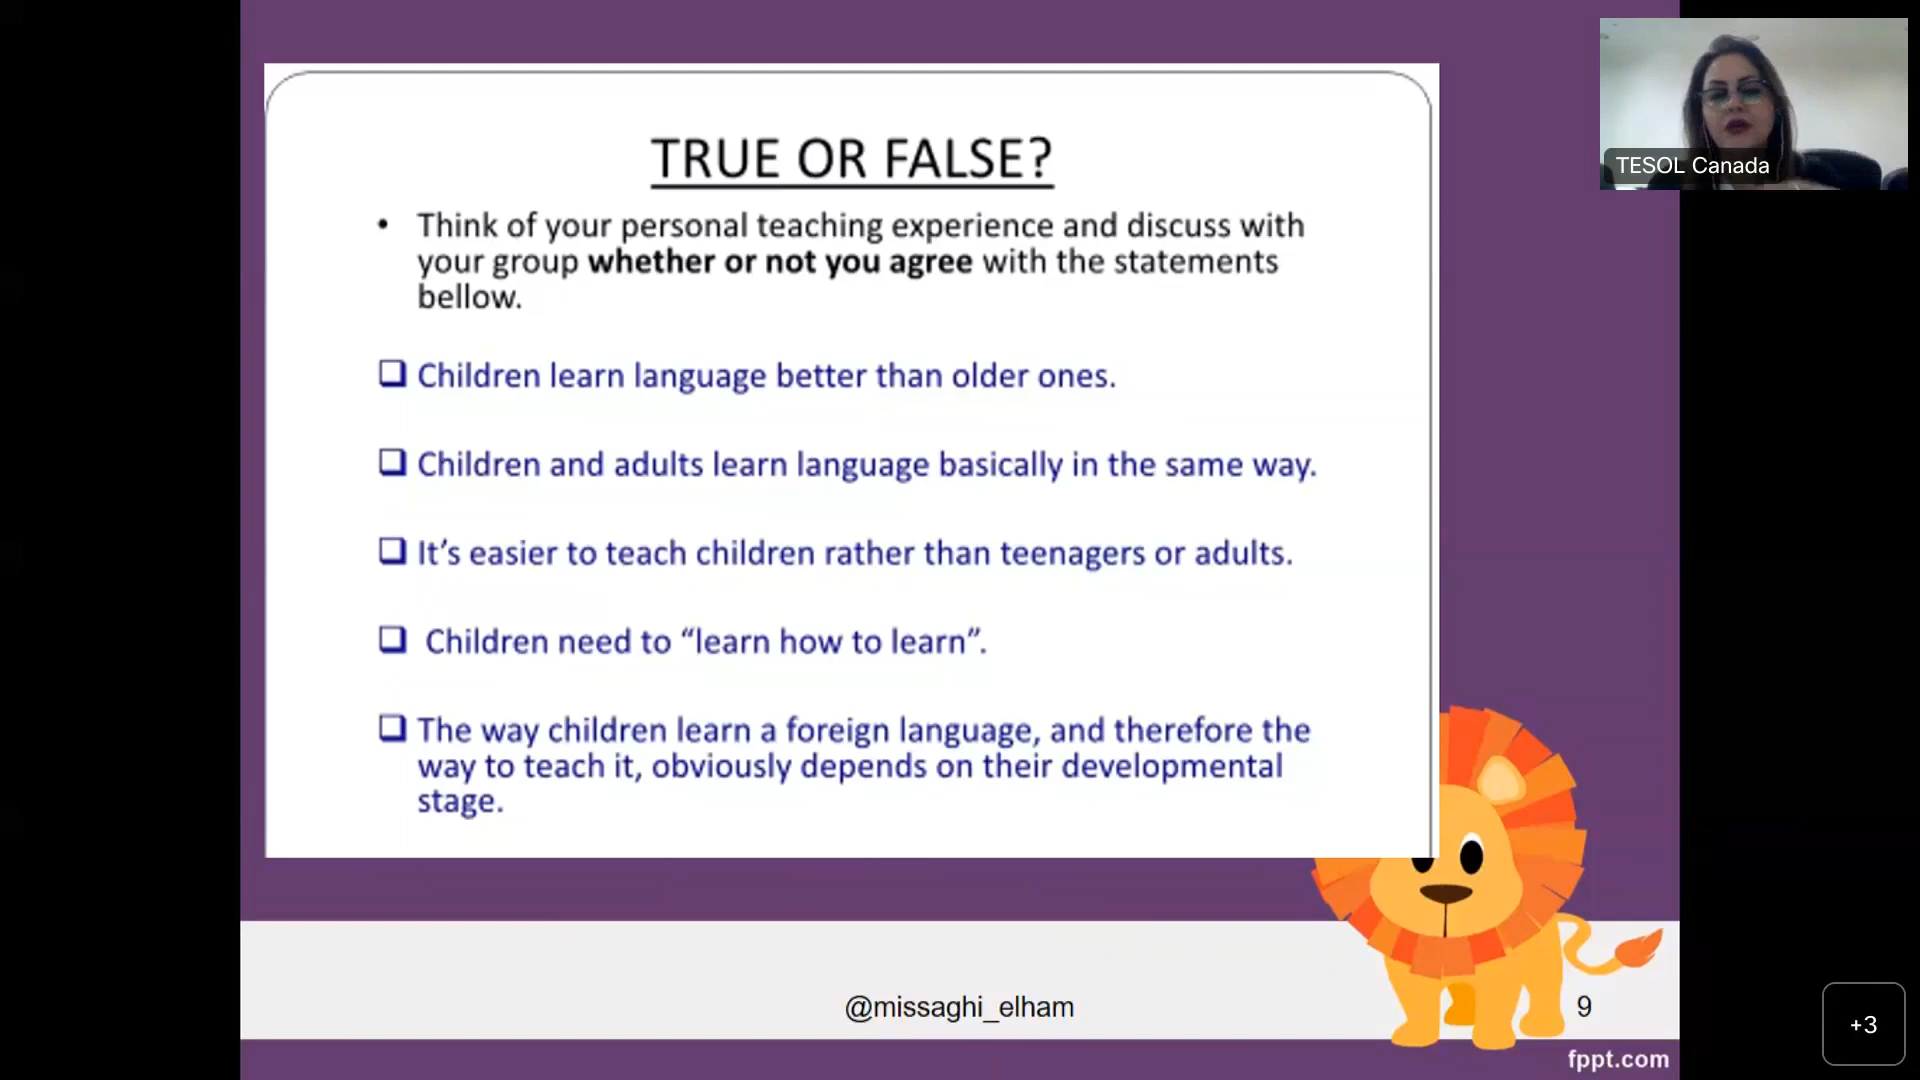 TRUE OR FALSE?
• Think of your personal teaching experience and discuss with
your group whether or not you agree with the statements
bellow.
❑ Children learn language better than older ones.
❑ Children and adults learn language basically in the same way.
❑ It’s easier to teach children rather than teenagers or adults.
❑ Children need to “learn how to learn”.
❑ The way children learn a foreign language, and therefore the
way to teach it, obviously depends on their developmental
stage.
TESOL Canada
@missaghi_elham
9
+3
fppt.com